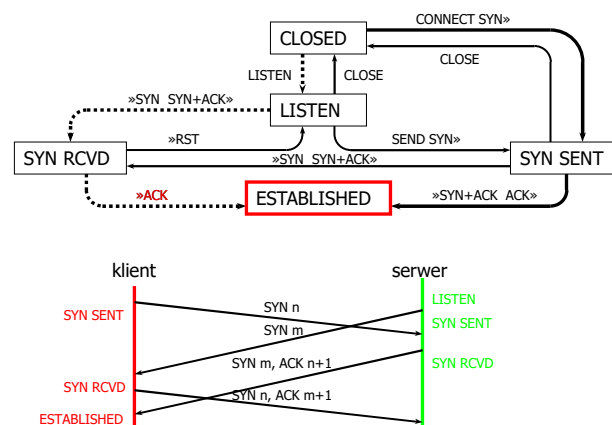 CONNECT SYN»
CLOSED
CLOSE
LISTEN
CLOSE
»SYN SYN+ACK»
LISTEN
»RST
SEND SYN»
SYN RCVD
»SYN SYN+ACK»
SYN SENT
»ACK
ESTABLISHED
»SYN+ACK ACK»
klient
serwer
SYN n
LISTEN
SYN SENT
SYN m
SYN SENT
SYN m, ACK n+1
SYN RCVD
SYN RCVD
SYN n, ACK m+1
ESTABLISHED